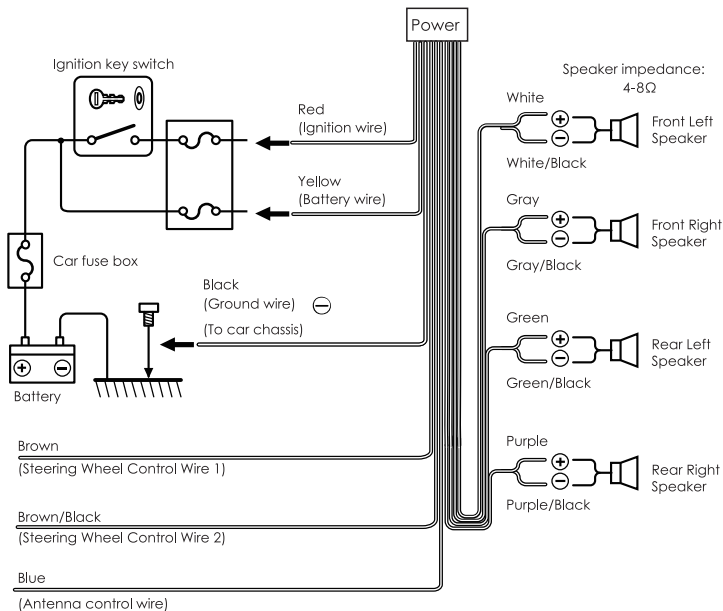 Power
Ignition key switch
Speaker impedance:
4-8Ω
Red
(Ignition wire)
White
Front Left
Speaker
White/Black
Yellow
(Battery wire)
Gray
Front Right
Speaker
Gray/Black
Car fuse box
Black
(Ground wire) −
(To car chassis)
Green
Rear Left
Speaker
Green/Black
Battery
Brown
(Steering Wheel Control Wire 1)
Purple
Rear Right
Speaker
Purple/Black
Brown/Black
(Steering Wheel Control Wire 2)
Blue
(Antenna control wire)